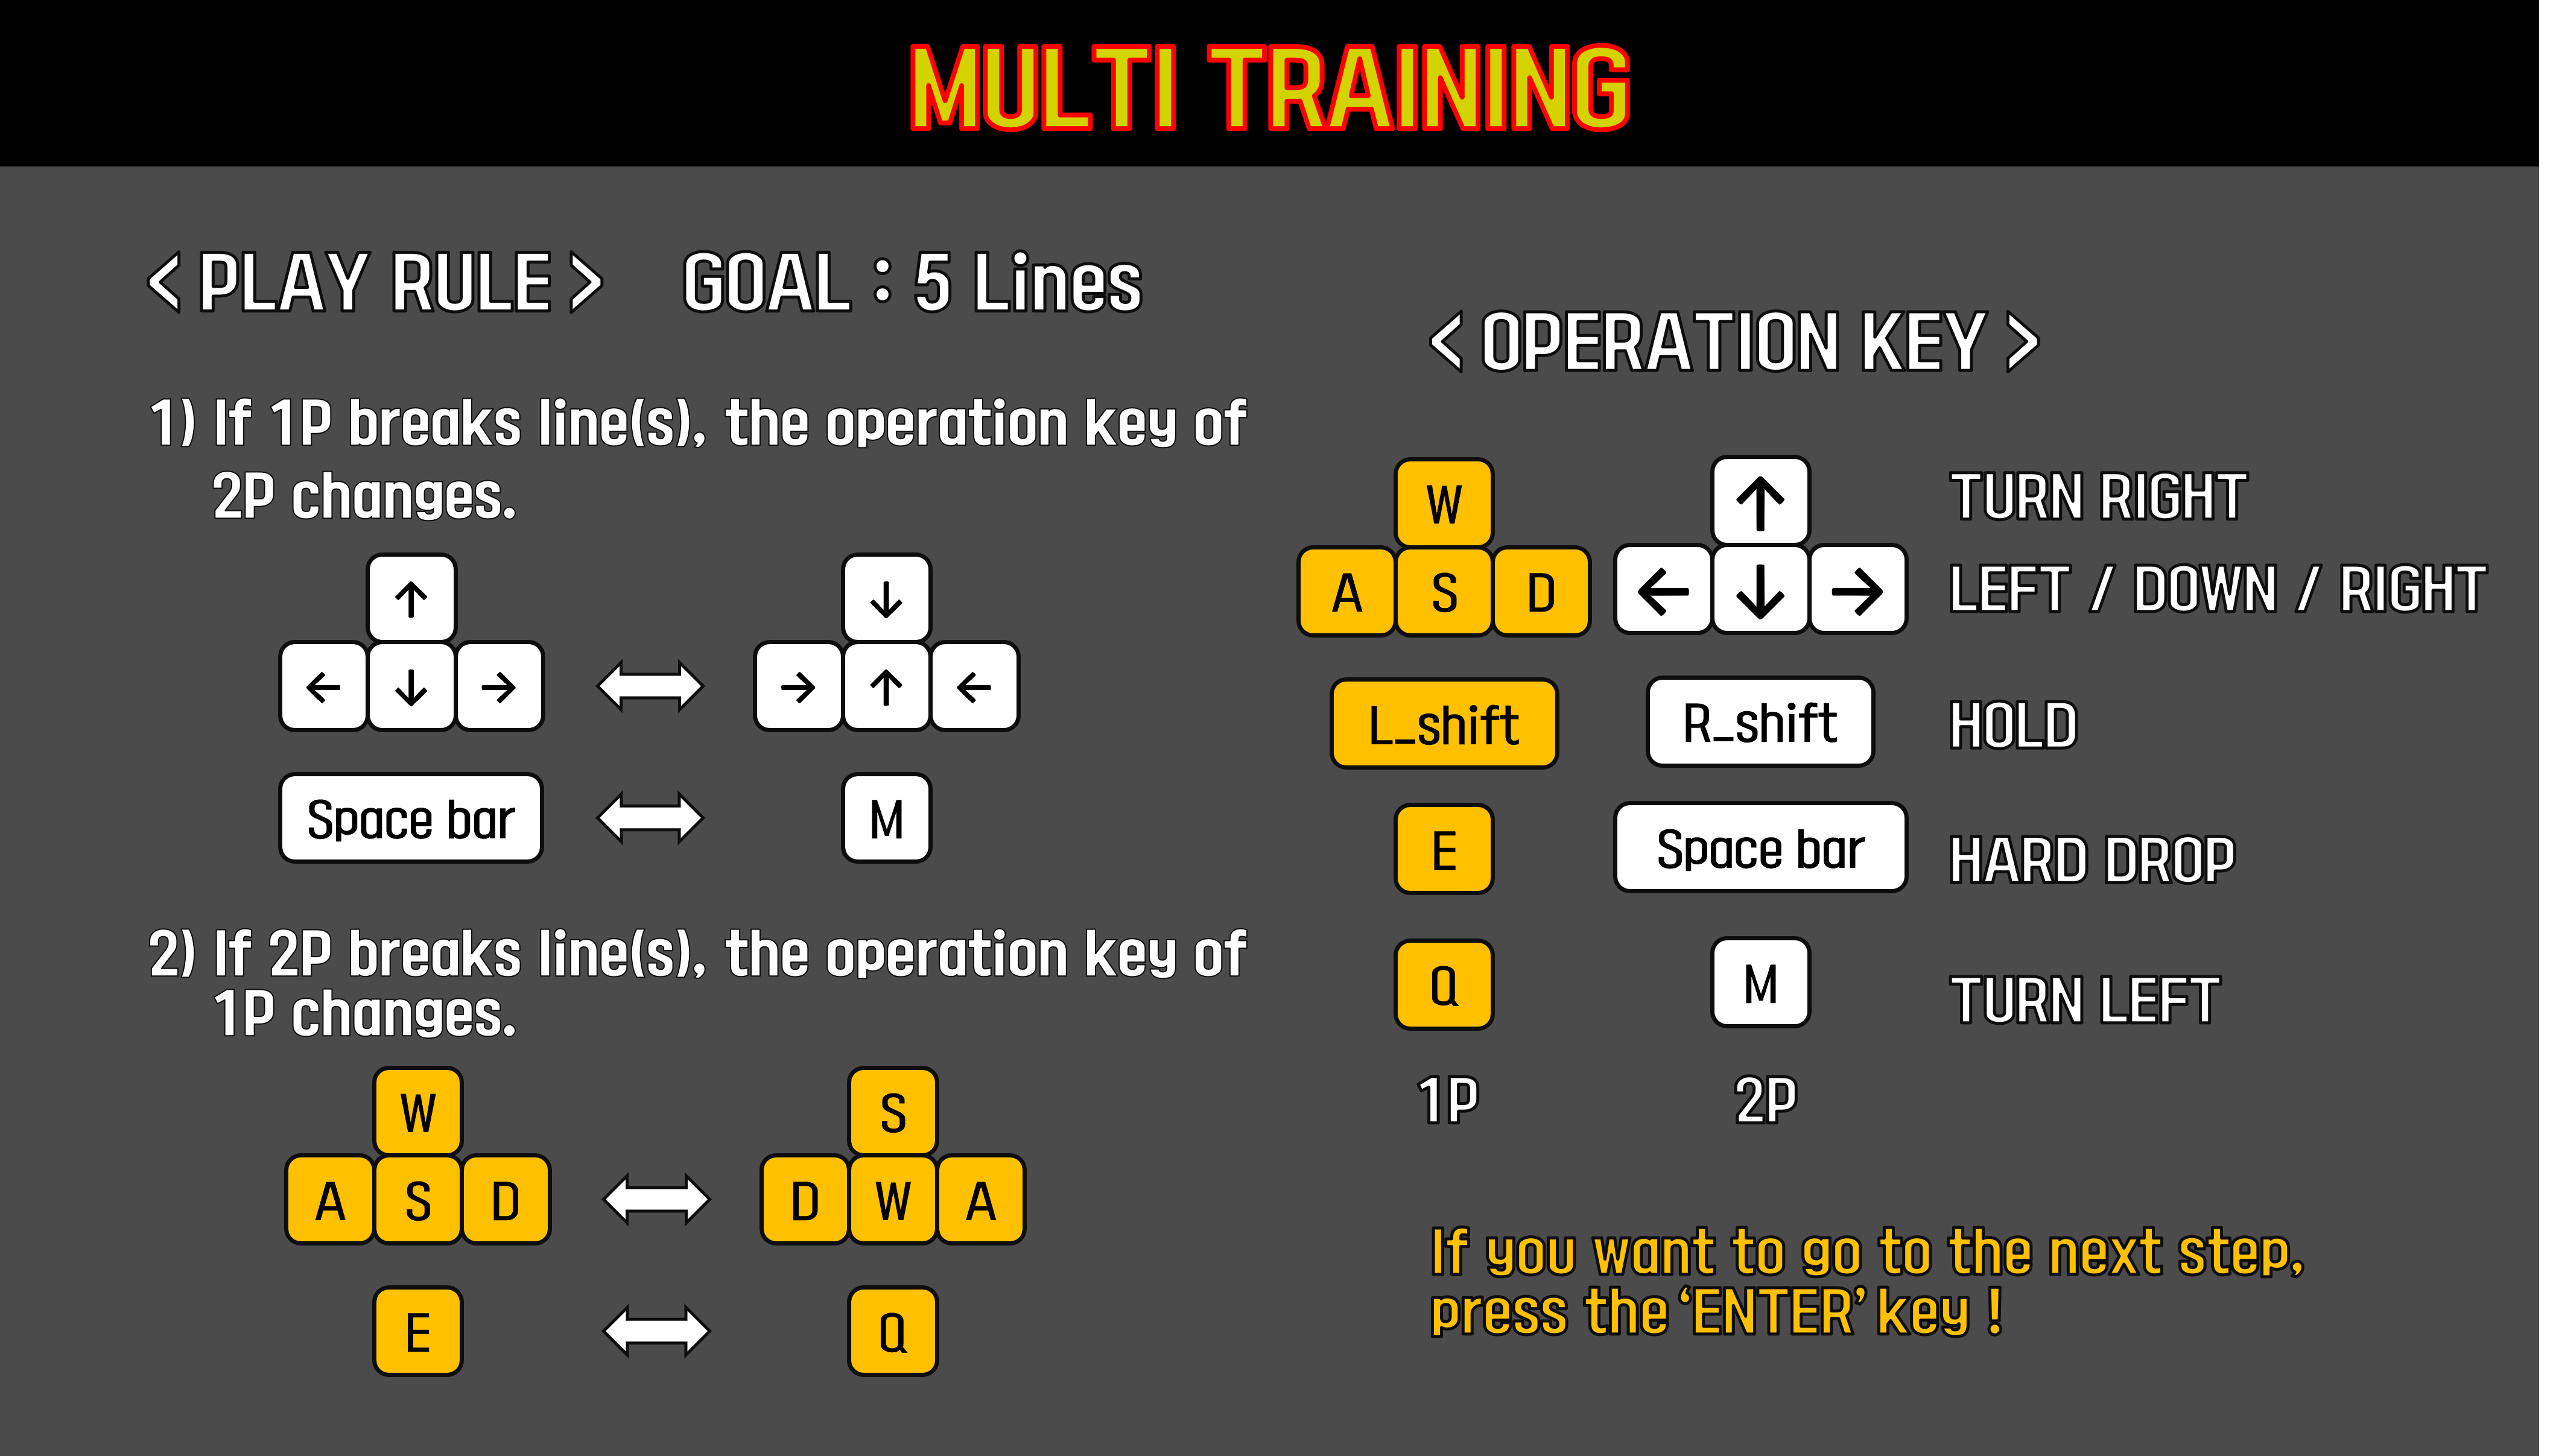 MULTI TRAINING
< PLAY RULE > GOAL : 5 Lines
1) If 1P breaks line(s), the operation key of
2P changes.
↑ ↓
← ↓ → → ↑ ←
Space bar M
2) If 2P breaks line(s), the operation key of
1P changes.
W S
A S D D W A
E Q
< OPERATION KEY >
W ↑ TURN RIGHT
A S D ← ↓ → LEFT / DOWN / RIGHT
L_shift R_shift HOLD
E Space bar HARD DROP
Q M TURN LEFT
1P 2P
If you want to go to the next step,
press the ‘ENTER’ key !